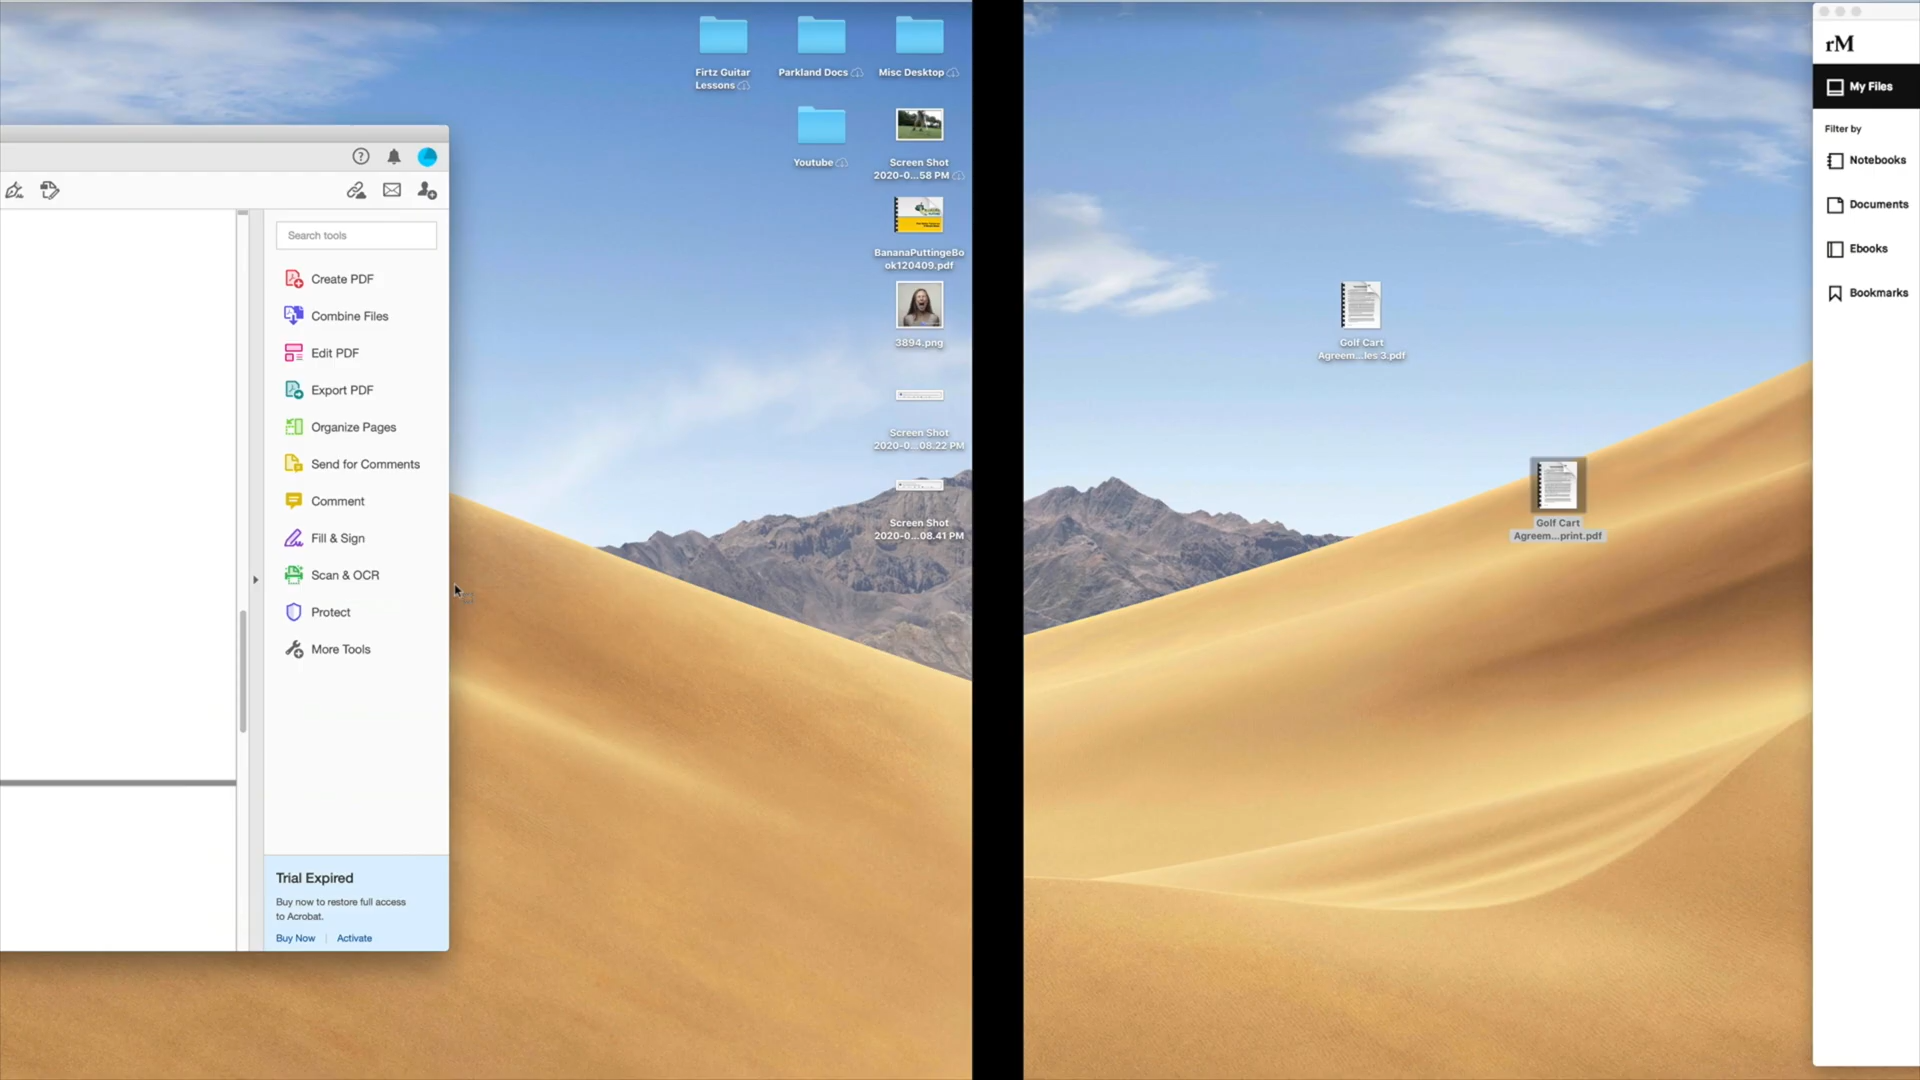 Search tools
Create PDF
Combine Files
Edit PDF
Export PDF
Organize Pages
Send for Comments
Comment
Fill & Sign
Scan & OCR
Protect
More Tools
Trial Expired
Buy now to restore full access
to Acrobat.
Buy Now
Activate
Firtz Guitar
Lessons
Parkland Docs
Misc Desktop
Youtube
Screen Shot
2020-0...58 PM
BananaPuttingeBo
ok120409.pdf
3894.png
Screen Shot
2020-0...08.22 PM
Screen Shot
2020-0...08.41 PM
Golf Cart
Agreem...les 3.pdf
Golf Cart
Agreem...print.pdf
rM
My Files
Filter by
Notebooks
Documents
Ebooks
Bookmarks